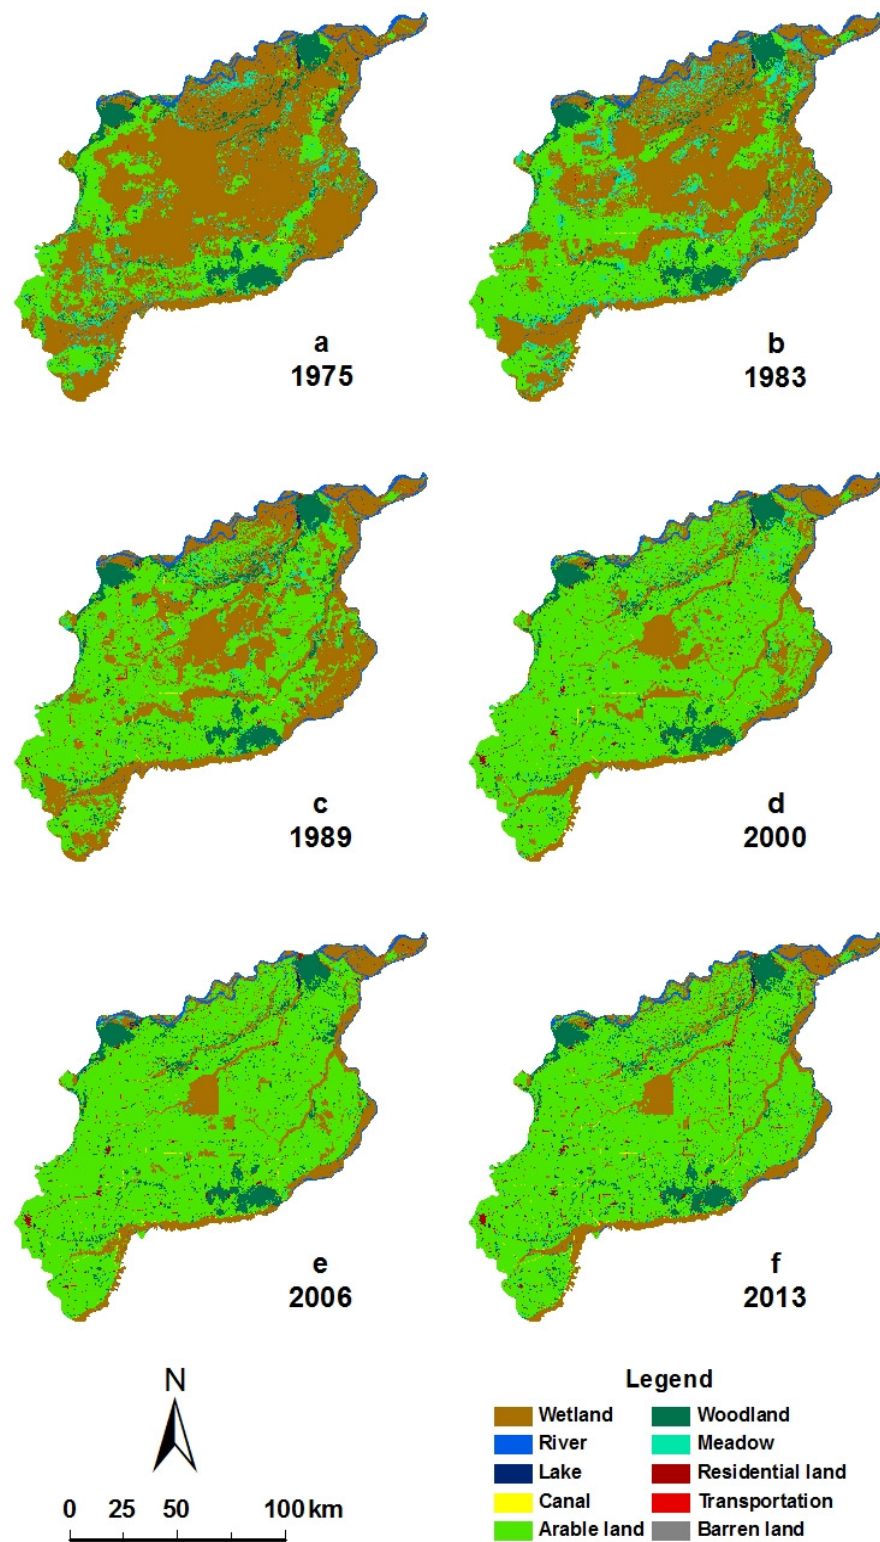 a
1975
b
1983
c
1989
d
2000
e
2006
f
2013
N
0 25 50 100 km
Legend
Wetland
River
Lake
Canal
Arable land
Woodland
Meadow
Residential land
Transportation
Barren land